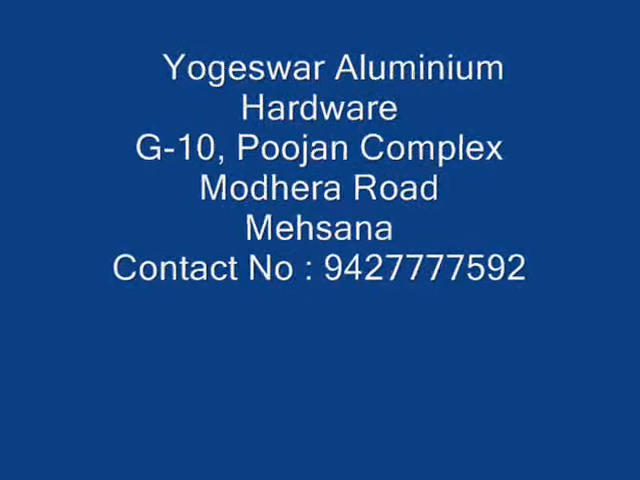 Yogeswar Aluminium
Hardware
G-10, Poojan Complex
Modhera Road
Mehsana
Contact No : 9427777592